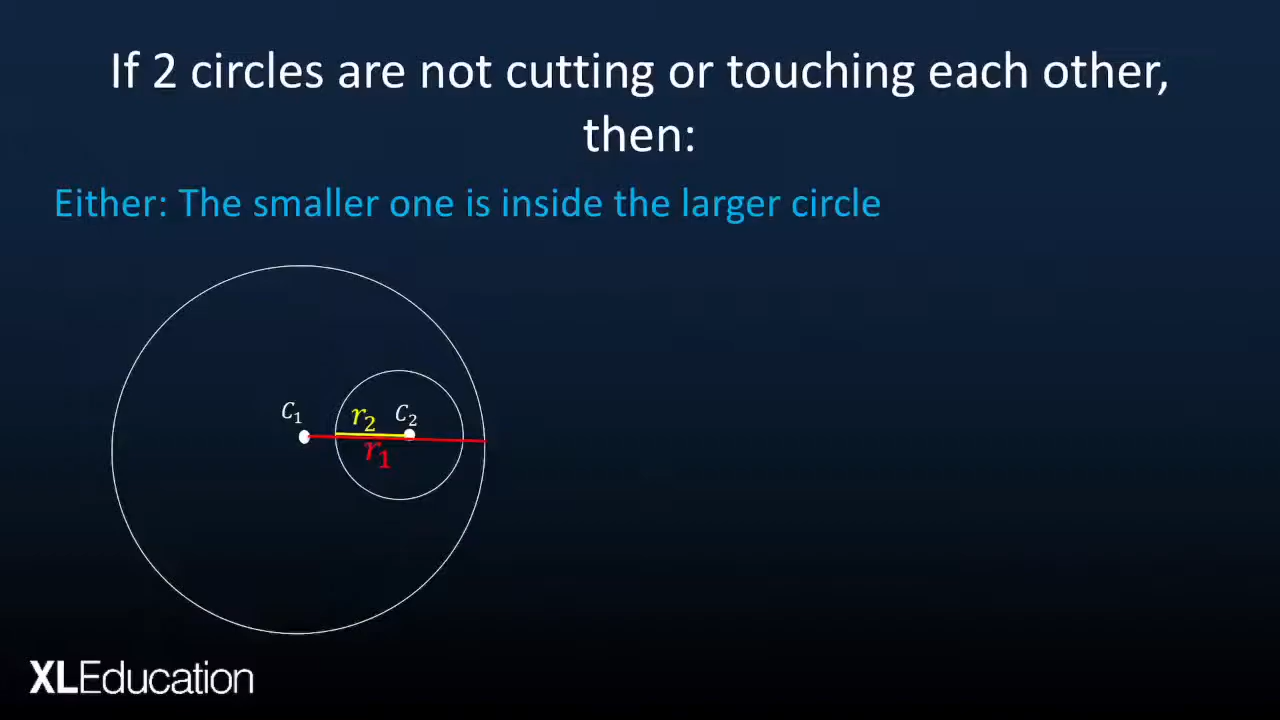 If 2 circles are not cutting or touching each other,
then:
Either: The smaller one is inside the larger circle
C₁
r₂ C₂
r₁
XLEducation